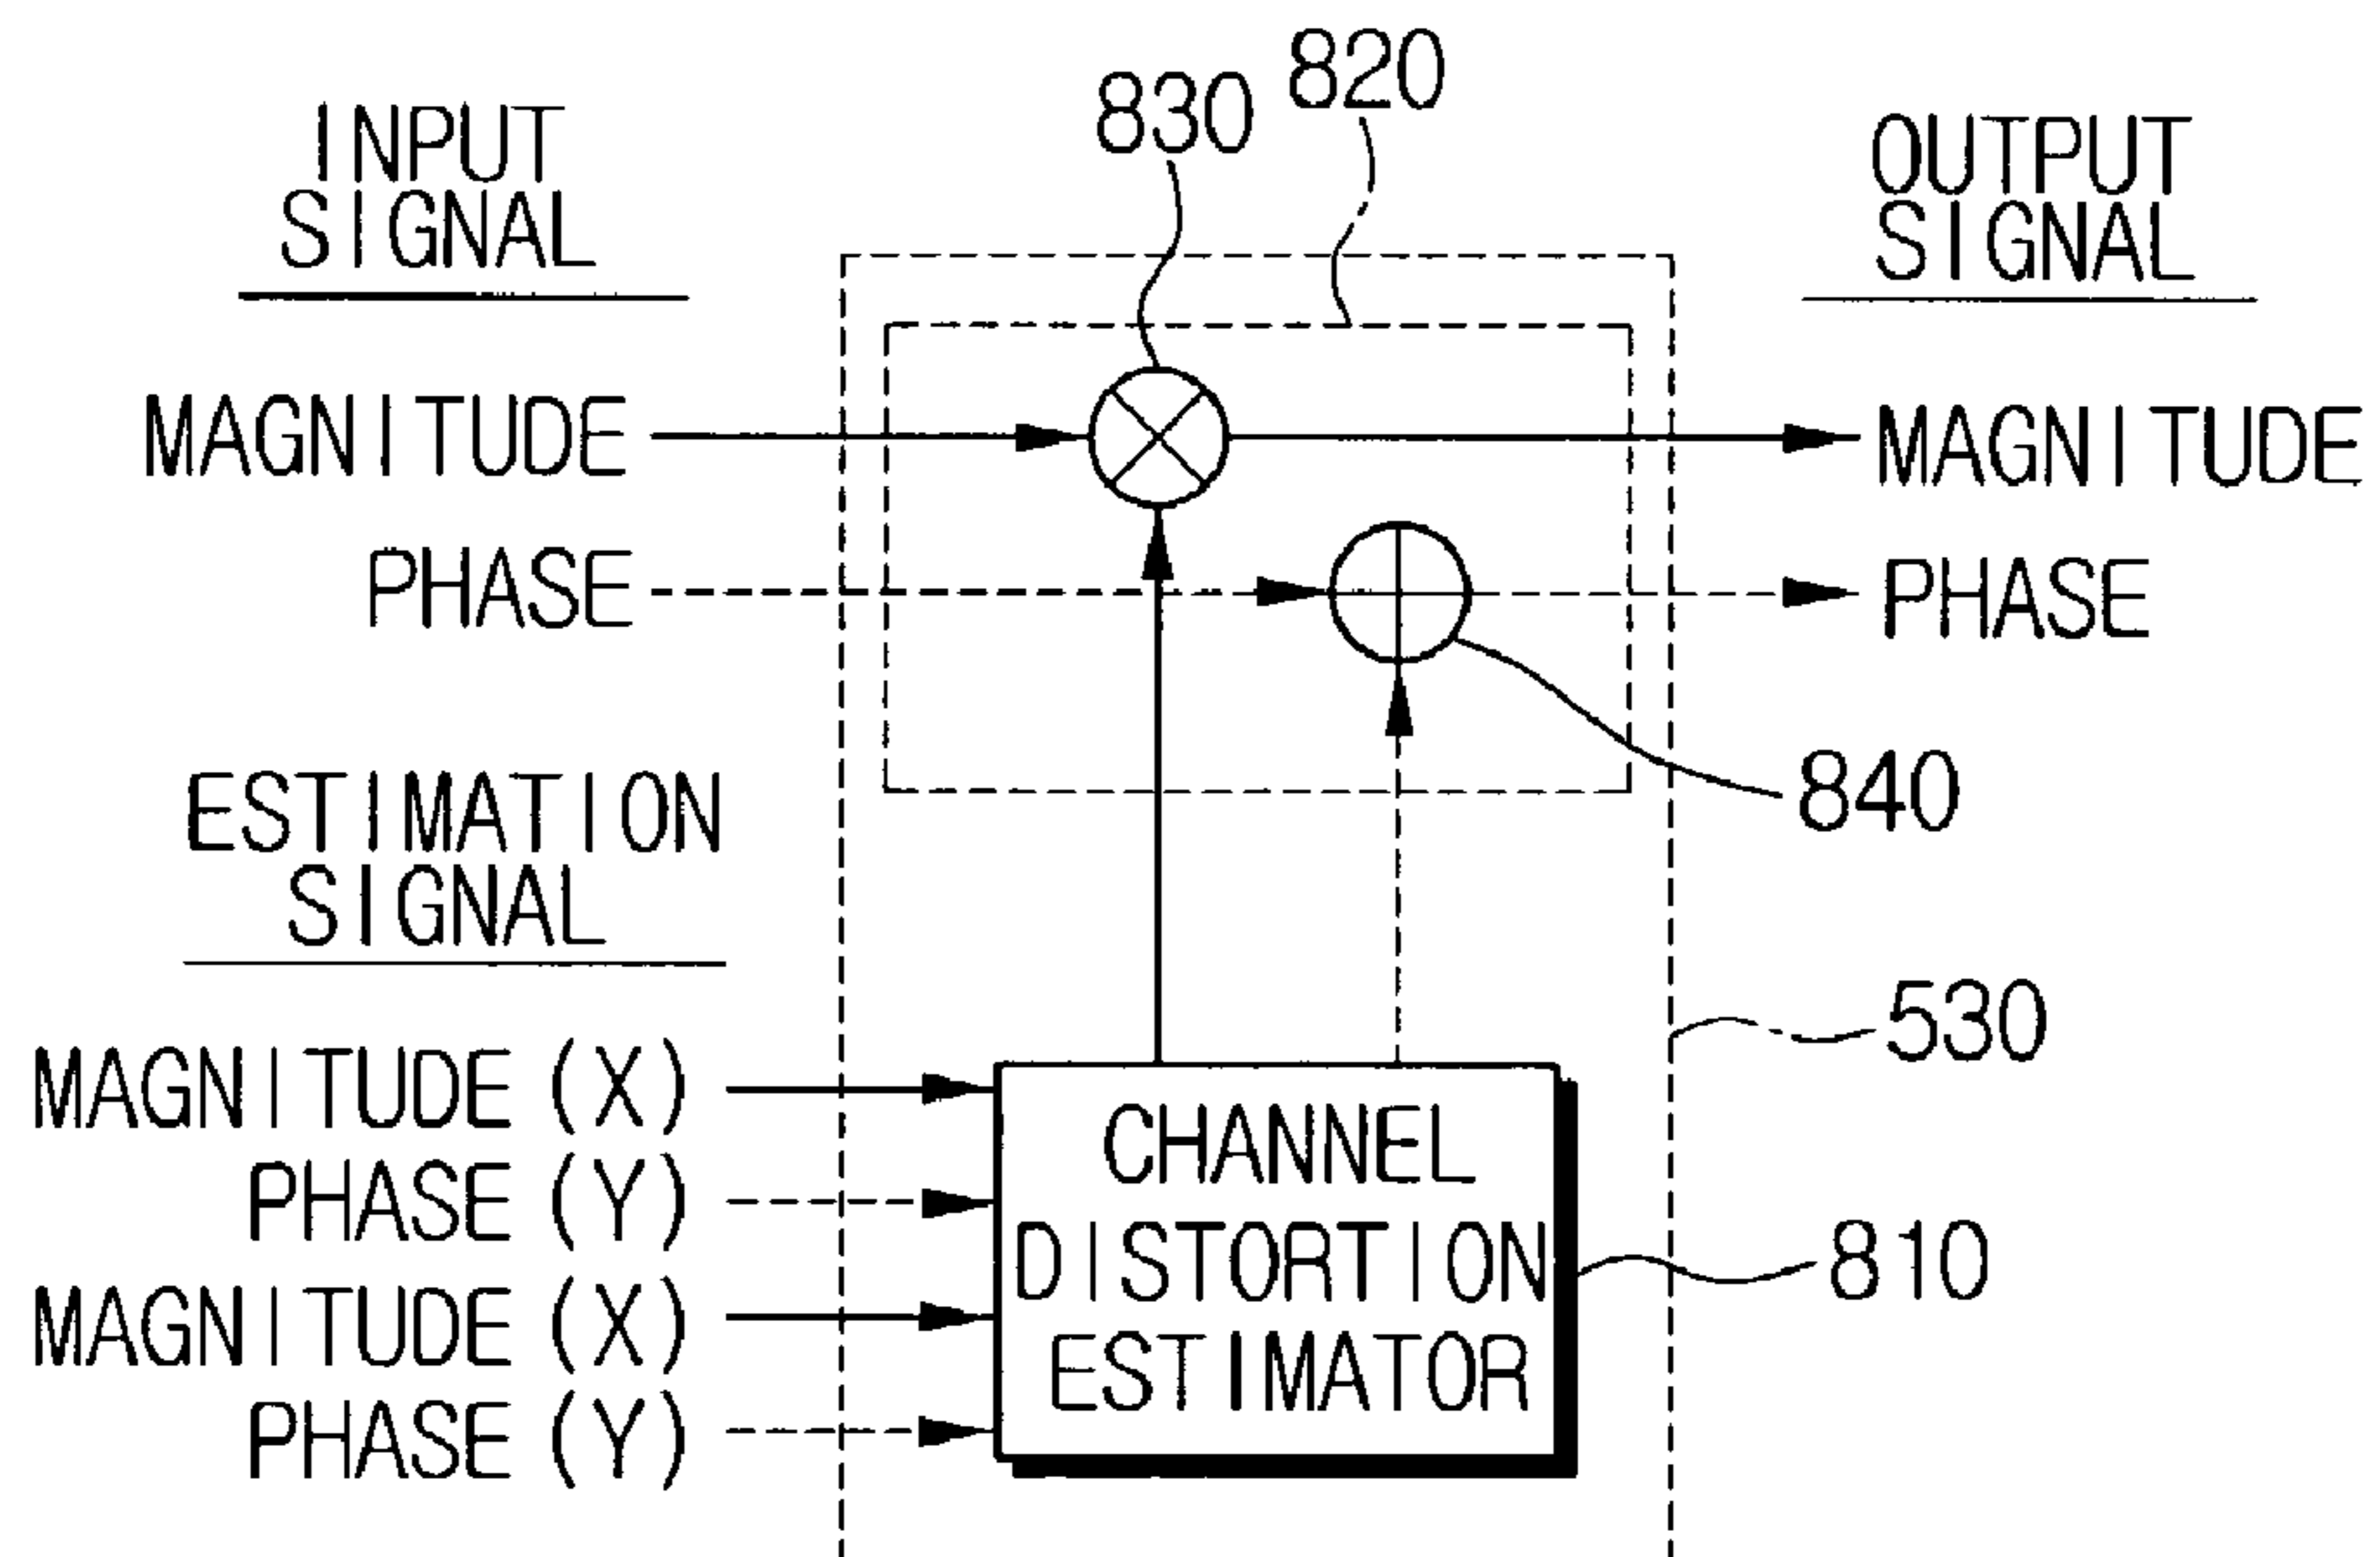 820
830
INPUT
SIGNAL
OUTPUT
SIGNAL
MAGNITUDE
MAGNITUDE
PHASE
PHASE
840
ESTIMATION
SIGNAL
530
MAGNITUDE (X)
PHASE (Y)
MAGNITUDE (X)
PHASE (Y)
CHANNEL
DISTORTION
ESTIMATOR
810